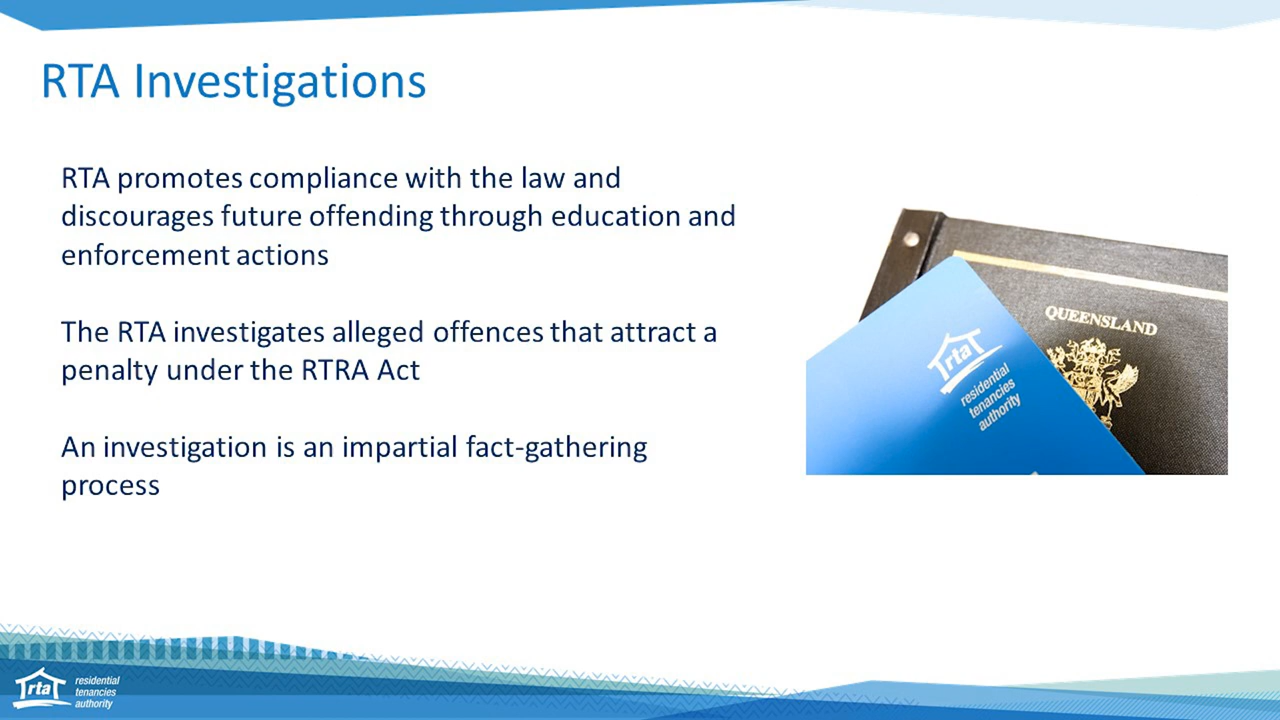 RTA Investigations
RTA promotes compliance with the law and
discourages future offending through education and
enforcement actions
The RTA investigates alleged offences that attract a
penalty under the RTRA Act
An investigation is an impartial fact-gathering
process
QUEENSLAND
rta
residential
tenancies
authority
rta
residential
tenancies
authority